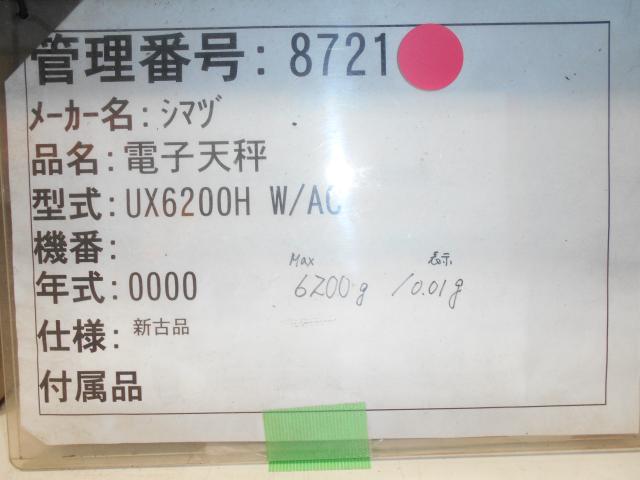 管理番号: 8721
ﾒｰｶｰ名: ｼﾏﾂﾞ
品名: 電子天秤
型式: UX6200H W/AC
機番:
Max 表示
年式: 0000 6200g /0.01g
仕様: 新古品
付属品